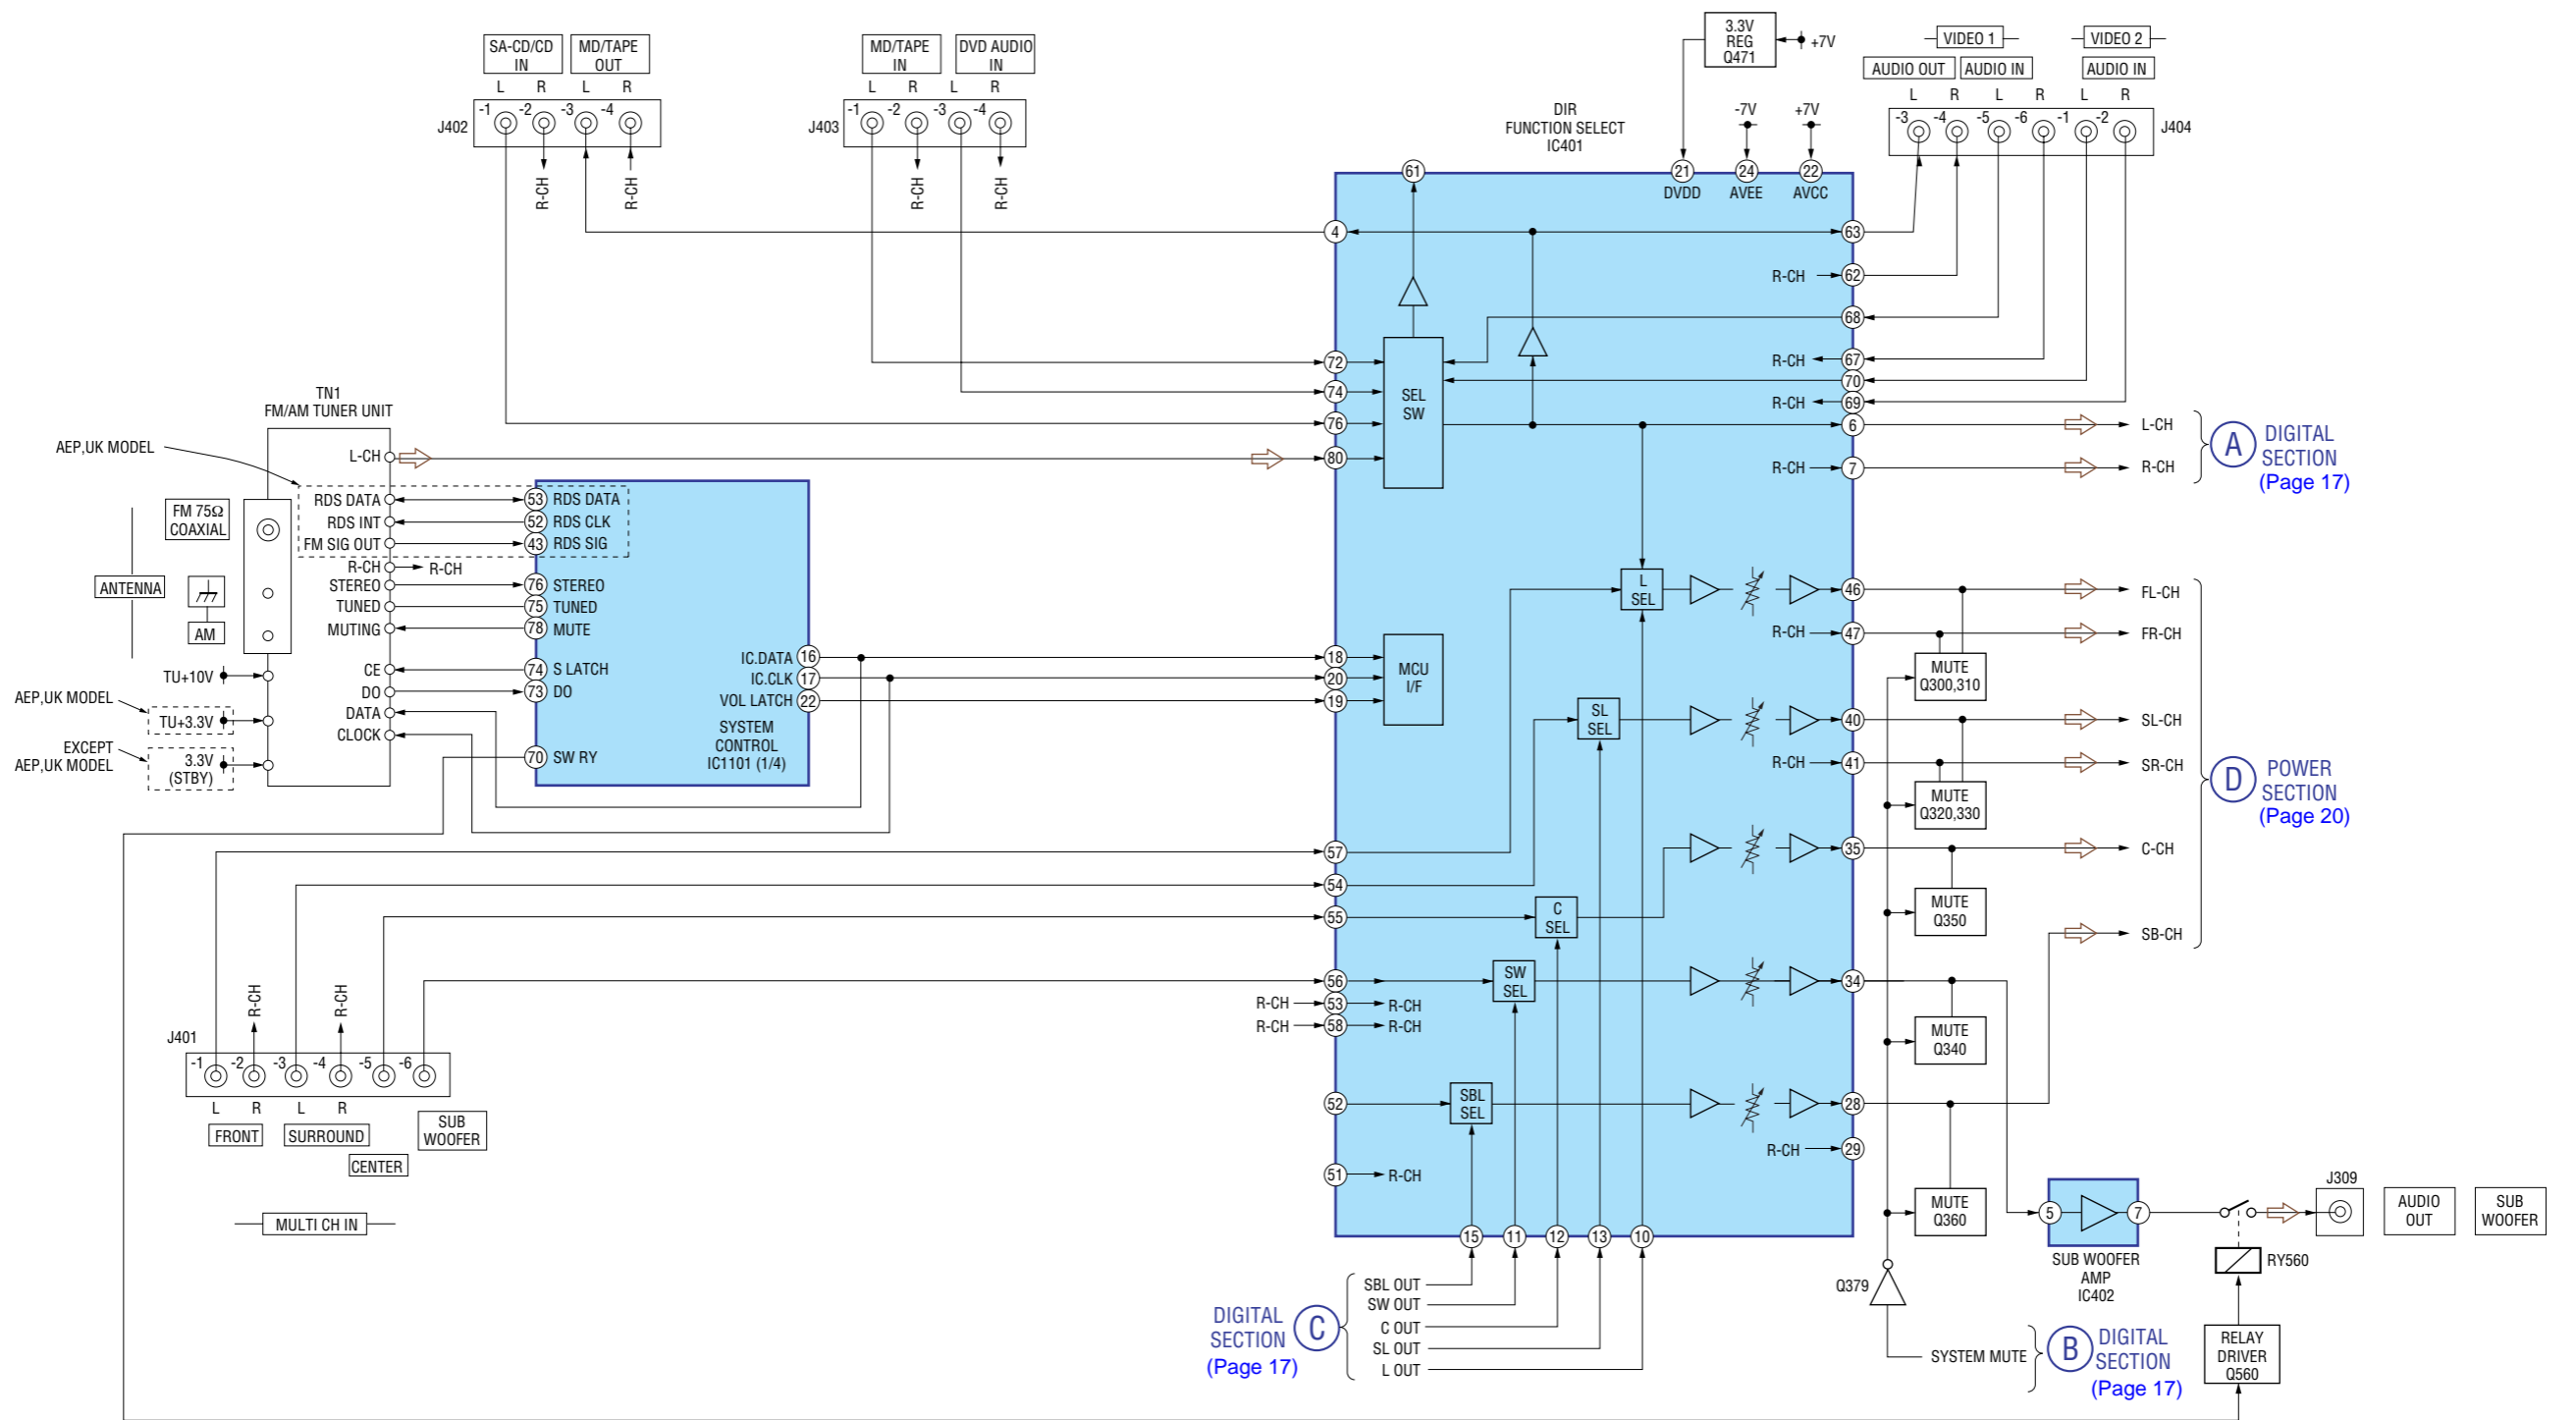 SA-CD/CD
IN
MD/TAPE
OUT
L R L R
-1 -2 -3 -4
J402
R-CH
R-CH
MD/TAPE
IN
DVD AUDIO
IN
L R L R
-1 -2 -3 -4
J403
R-CH
R-CH
3.3V
REG
Q471
+7V
DIR
FUNCTION SELECT
IC401
-7V
+7V
VIDEO 1
VIDEO 2
AUDIO OUT
AUDIO IN
AUDIO IN
L R L R L R
-3 -4 -5 -6 -1 -2
J404
61
21
24
22
DVDD
AVEE
AVCC
4
63
R-CH
62
68
R-CH
67
70
R-CH
69
72
74
76
80
SEL
SW
6
L-CH
R-CH
7
R-CH
A
DIGITAL
SECTION
(Page 17)
TN1
FM/AM TUNER UNIT
AEP,UK MODEL
L-CH
RDS DATA
RDS INT
FM SIG OUT
R-CH
R-CH
STEREO
TUNED
MUTING
CE
DO
DATA
CLOCK
FM 75Ω
COAXIAL
ANTENNA
AM
TU+10V
AEP,UK MODEL
TU+3.3V
EXCEPT
AEP,UK MODEL
3.3V
(STBY)
53 RDS DATA
52 RDS CLK
43 RDS SIG
76 STEREO
75 TUNED
78 MUTE
74 S LATCH
73 DO
70 SW RY
IC.DATA 16
IC.CLK 17
VOL LATCH 22
SYSTEM
CONTROL
IC1101 (1/4)
18
20
19
MCU
I/F
L
SEL
46
FL-CH
R-CH
47
FR-CH
MUTE
Q300,310
SL
SEL
40
SL-CH
R-CH
41
SR-CH
MUTE
Q320,330
D
POWER
SECTION
(Page 20)
57
54
55
C
SEL
35
C-CH
MUTE
Q350
SB-CH
56
R-CH
53
R-CH
R-CH
58
R-CH
SW
SEL
34
MUTE
Q340
52
SBL
SEL
28
R-CH
29
51
R-CH
MUTE
Q360
J401
R-CH
R-CH
-1 -2 -3 -4 -5 -6
L R L R
FRONT
SURROUND
CENTER
SUB
WOOFER
MULTI CH IN
15
11
12
13
10
SBL OUT
SW OUT
C OUT
SL OUT
L OUT
DIGITAL
SECTION
(Page 17)
C
Q379
SYSTEM MUTE
B
DIGITAL
SECTION
(Page 17)
5
7
SUB WOOFER
AMP
IC402
J309
AUDIO
OUT
SUB
WOOFER
RY560
RELAY
DRIVER
Q560